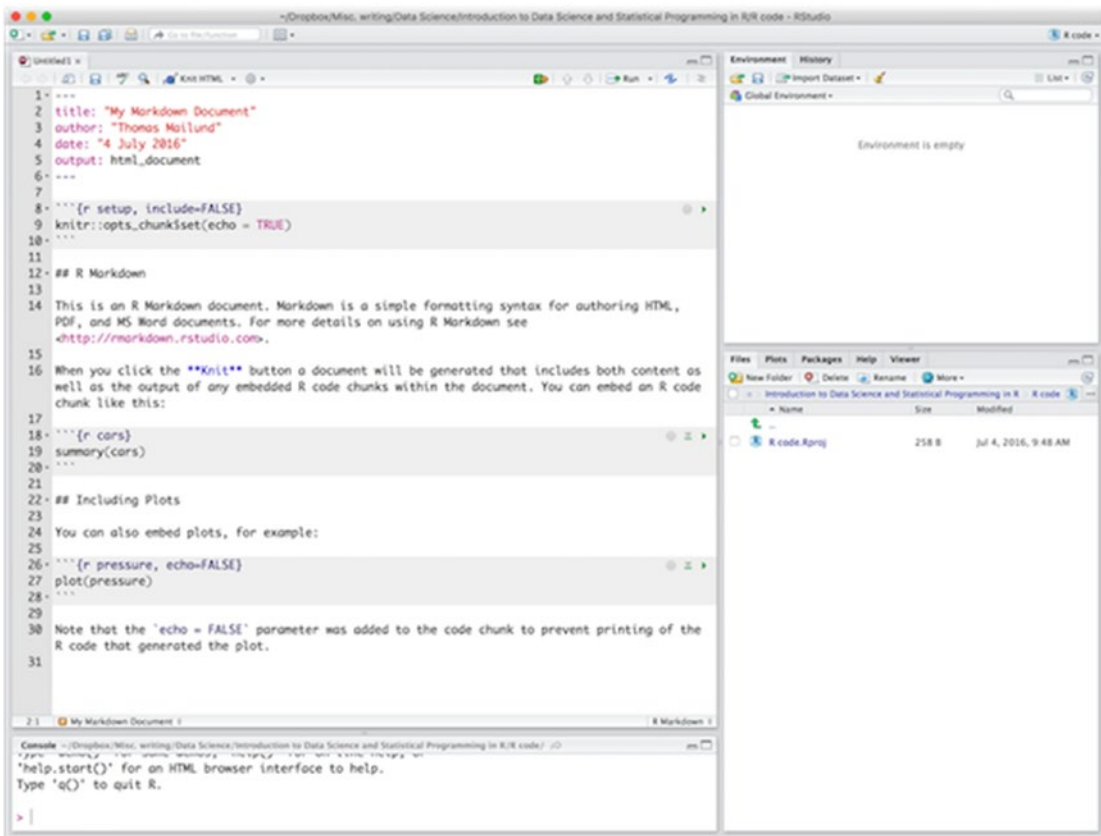 ~/Dropbox/Misc. writing/Data Science/Introduction to Data Science and Statistical Programming in R/R code - RStudio
Go to file/function
R code
Untitled1
Knit HTML
Run
1 ---
2 title: "My Markdown Document"
3 author: "Thomas Mailund"
4 date: "4 July 2016"
5 output: html_document
6 ---
7
8 ```{r setup, include=FALSE}
9 knitr::opts_chunk$set(echo = TRUE)
10 ```
11
12 ## R Markdown
13
14 This is an R Markdown document. Markdown is a simple formatting syntax for authoring HTML,
PDF, and MS Word documents. For more details on using R Markdown see
<http://rmarkdown.rstudio.com>.
15
16 When you click the **Knit** button a document will be generated that includes both content as
well as the output of any embedded R code chunks within the document. You can embed an R code
chunk like this:
17
18 ```{r cars}
19 summary(cars)
20 ```
21
22 ## Including Plots
23
24 You can also embed plots, for example:
25
26 ```{r pressure, echo=FALSE}
27 plot(pressure)
28 ```
29
30 Note that the `echo = FALSE` parameter was added to the code chunk to prevent printing of the
R code that generated the plot.
31
2:1 My Markdown Document R Markdown
Console ~/Dropbox/Misc. writing/Data Science/Introduction to Data Science and Statistical Programming in R/R code/
'help.start()' for an HTML browser interface to help.
Type 'q()' to quit R.
>
Environment History
Import Dataset List
Global Environment
Environment is empty
Files Plots Packages Help Viewer
New Folder Delete Rename More
Introduction to Data Science and Statistical Programming in R R code
Name Size Modified
..
R code.Rproj 258 B Jul 4, 2016, 9:48 AM